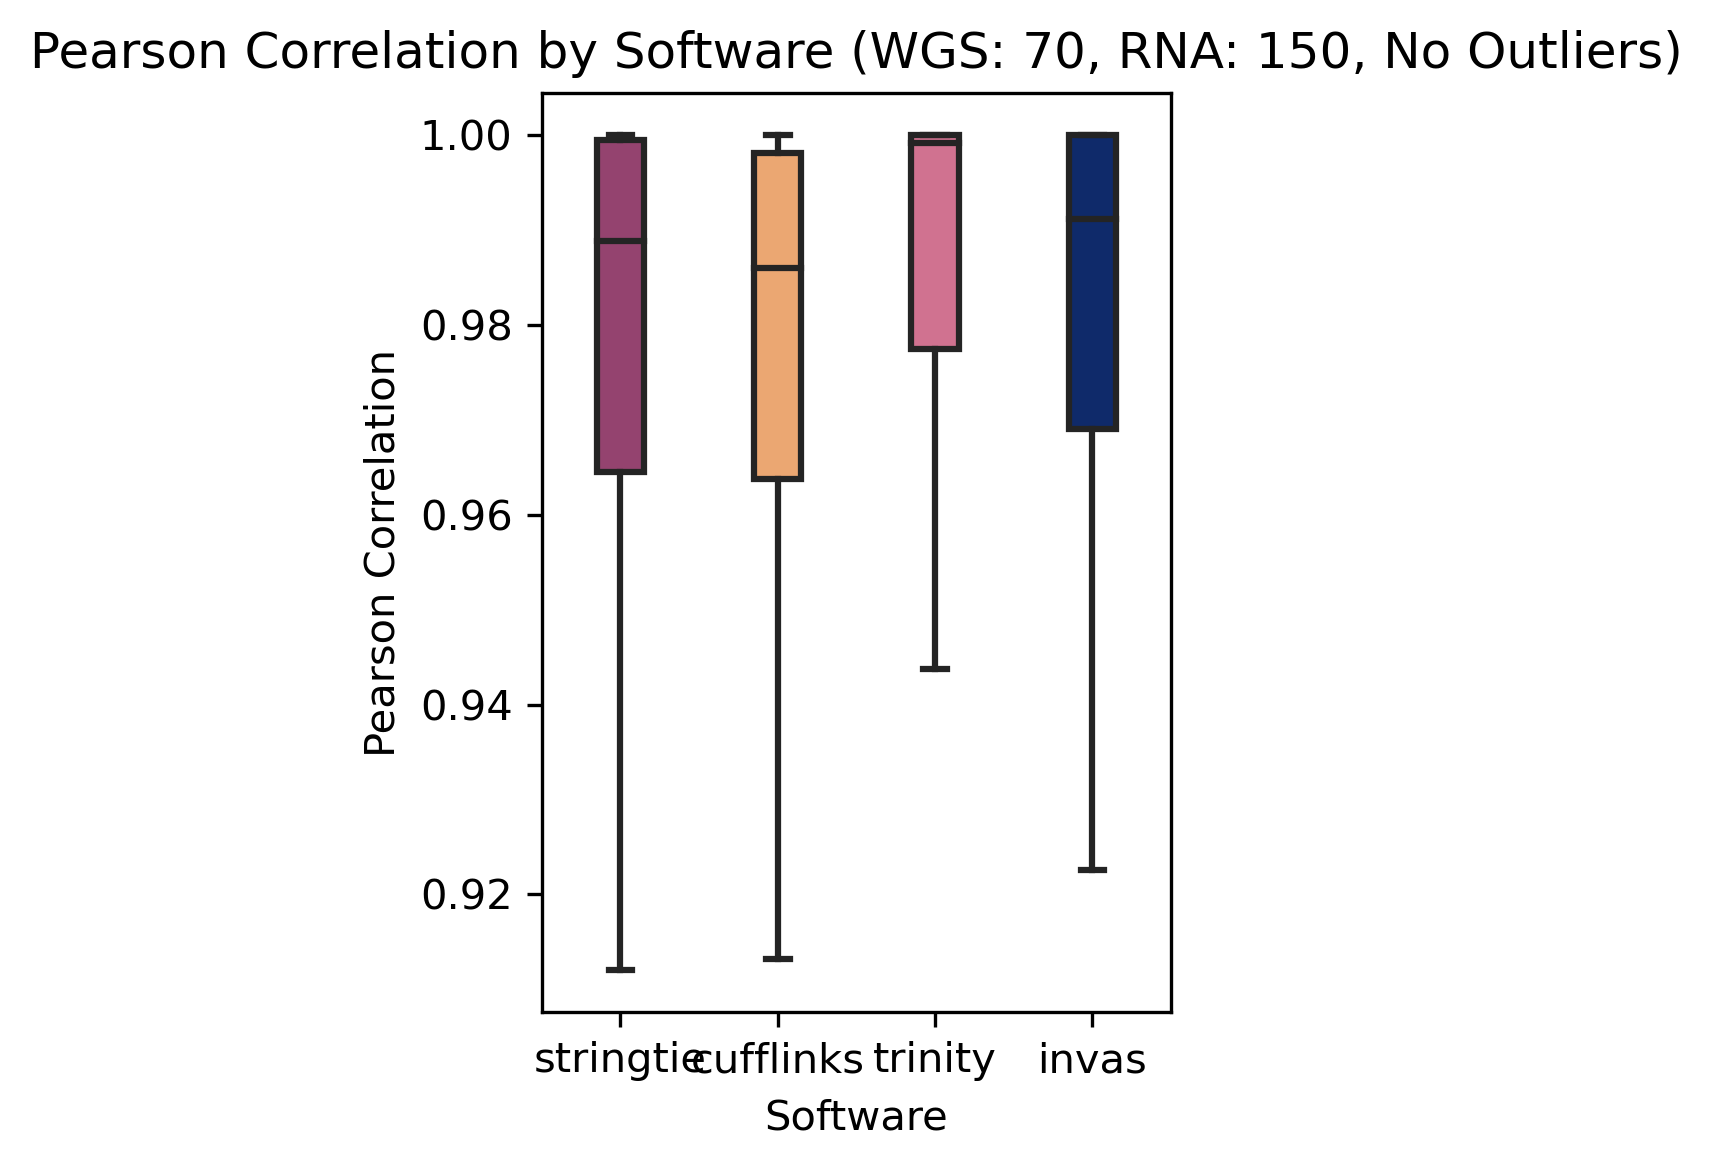 Pearson Correlation by Software (WGS: 70, RNA: 150, No Outliers)
1.00
0.98
0.96
0.94
0.92
Pearson Correlation
stringtie cufflinks trinity invas
Software